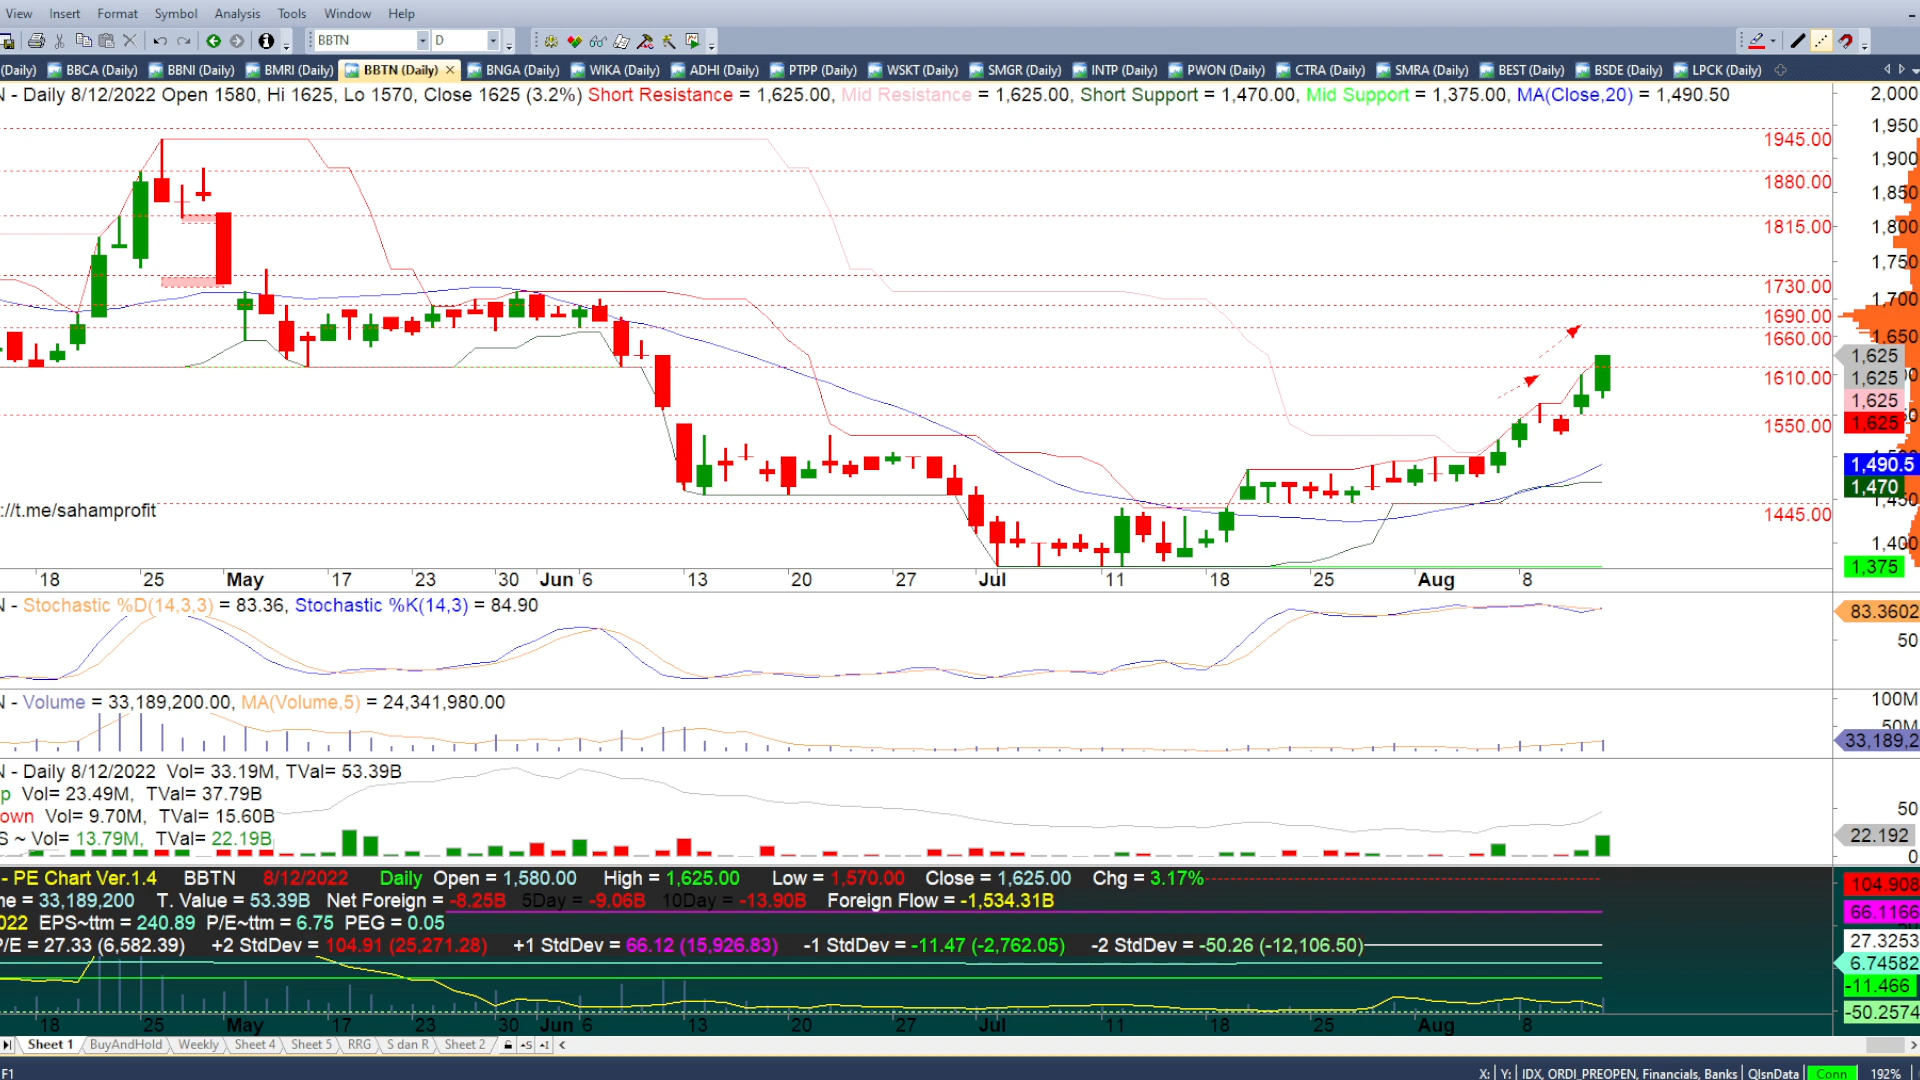 View Insert Format Symbol Analysis Tools Window Help
BBTN D
(Daily) BBCA (Daily) BBNI (Daily) BMRI (Daily) BBTN (Daily) BNGA (Daily) WIKA (Daily) ADHI (Daily) PTPP (Daily) WSKT (Daily) SMGR (Daily) INTP (Daily) PWON (Daily) CTRA (Daily) SMRA (Daily) BEST (Daily) BSDE (Daily) LPCK (Daily)
N - Daily 8/12/2022 Open 1580, Hi 1625, Lo 1570, Close 1625 (3.2%) Short Resistance = 1,625.00, Mid Resistance = 1,625.00, Short Support = 1,470.00, Mid Support = 1,375.00, MA(Close,20) = 1,490.50
2,000
1,950
1945.00
1,900
1880.00
1,850
1815.00 1,800
1,750
1730.00
1,700
1690.00
1660.00 1,650
1,625
1610.00 1,625
1,625
1550.00 1,625
1,490.5
1,470
://t.me/sahamprofit
1445.00
1,400
1,375
18 25 May 17 23 30 Jun 6 13 20 27 Jul 11 18 25 Aug 8
N - Stochastic %D(14,3,3) = 83.36, Stochastic %K(14,3) = 84.90
83.3602
50
N - Volume = 33,189,200.00, MA(Volume,5) = 24,341,980.00
100M
50M
33,189,2
N - Daily 8/12/2022 Vol= 33.19M, TVal= 53.39B
p Vol= 23.49M, TVal= 37.79B
own Vol= 9.70M, TVal= 15.60B
S ~ Vol= 13.79M, TVal= 22.19B
50
22.192
0
- PE Chart Ver.1.4 BBTN 8/12/2022 Daily Open = 1,580.00 High = 1,625.00 Low = 1,570.00 Close = 1,625.00 Chg = 3.17%
me = 33,189,200 T. Value = 53.39B Net Foreign = -8.25B 5Day = -9.06B 10Day = -13.90B Foreign Flow = -1,534.31B
022 EPS~ttm = 240.89 P/E~ttm = 6.75 PEG = 0.05
P/E = 27.33 (6,582.39) +2 StdDev = 104.91 (25,271.28) +1 StdDev = 66.12 (15,926.83) -1 StdDev = -11.47 (-2,762.05) -2 StdDev = -50.26 (-12,106.50)
104.908
66.1166
27.3253
6.74582
-11.466
-50.2574
18 25 May 17 23 30 Jun 6 13 20 27 Jul 11 18 25 Aug 8
Sheet 1 BuyAndHold Weekly Sheet 4 Sheet 5 RRG S dan R Sheet 2
F1 X: Y: IDX, ORDI_PREOPEN, Financials, Banks QlsnData Conn 192%